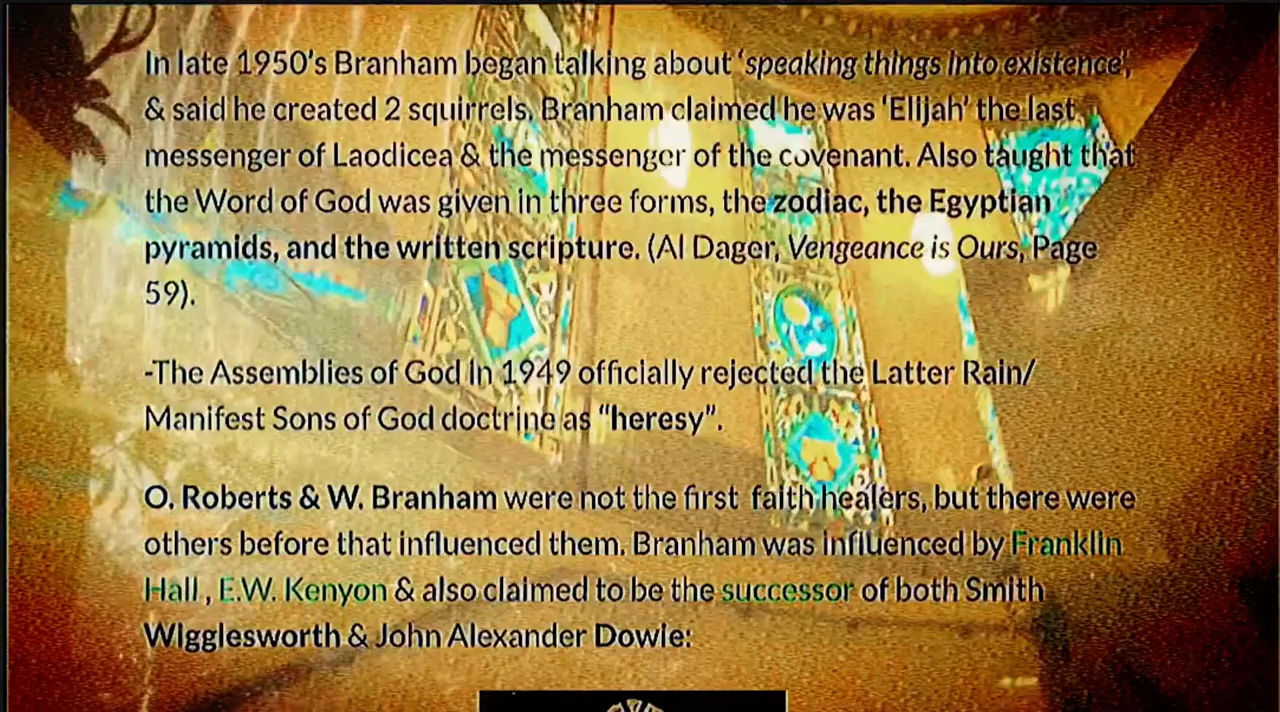 In late 1950's Branham began talking about 'speaking things into existence',
& said he created 2 squirrels. Branham claimed he was 'Elijah' the last
messenger of Laodicea & the messenger of the covenant. Also taught that
the Word of God was given in three forms, the zodiac, the Egyptian
pyramids, and the written scripture. (Al Dager, Vengeance is Ours, Page
59).
-The Assemblies of God in 1949 officially rejected the Latter Rain/
Manifest Sons of God doctrine as "heresy".
O. Roberts & W. Branham were not the first faith healers, but there were
others before that influenced them. Branham was influenced by Franklin
Hall , E.W. Kenyon & also claimed to be the successor of both Smith
Wigglesworth & John Alexander Dowie: